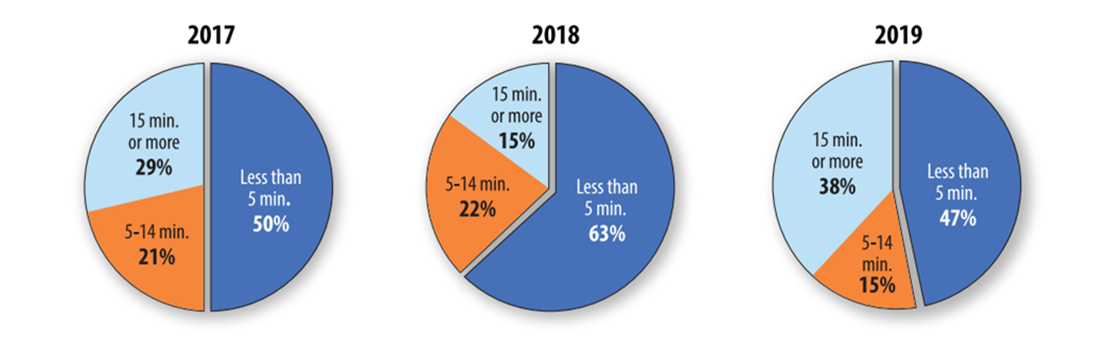 2017
15 min.
or more
29%
5-14 min.
21%
Less than
5 min.
50%
2018
15 min.
or more
15%
5-14 min.
22%
Less than
5 min.
63%
2019
15 min.
or more
38%
5-14
min.
15%
Less than
5 min.
47%